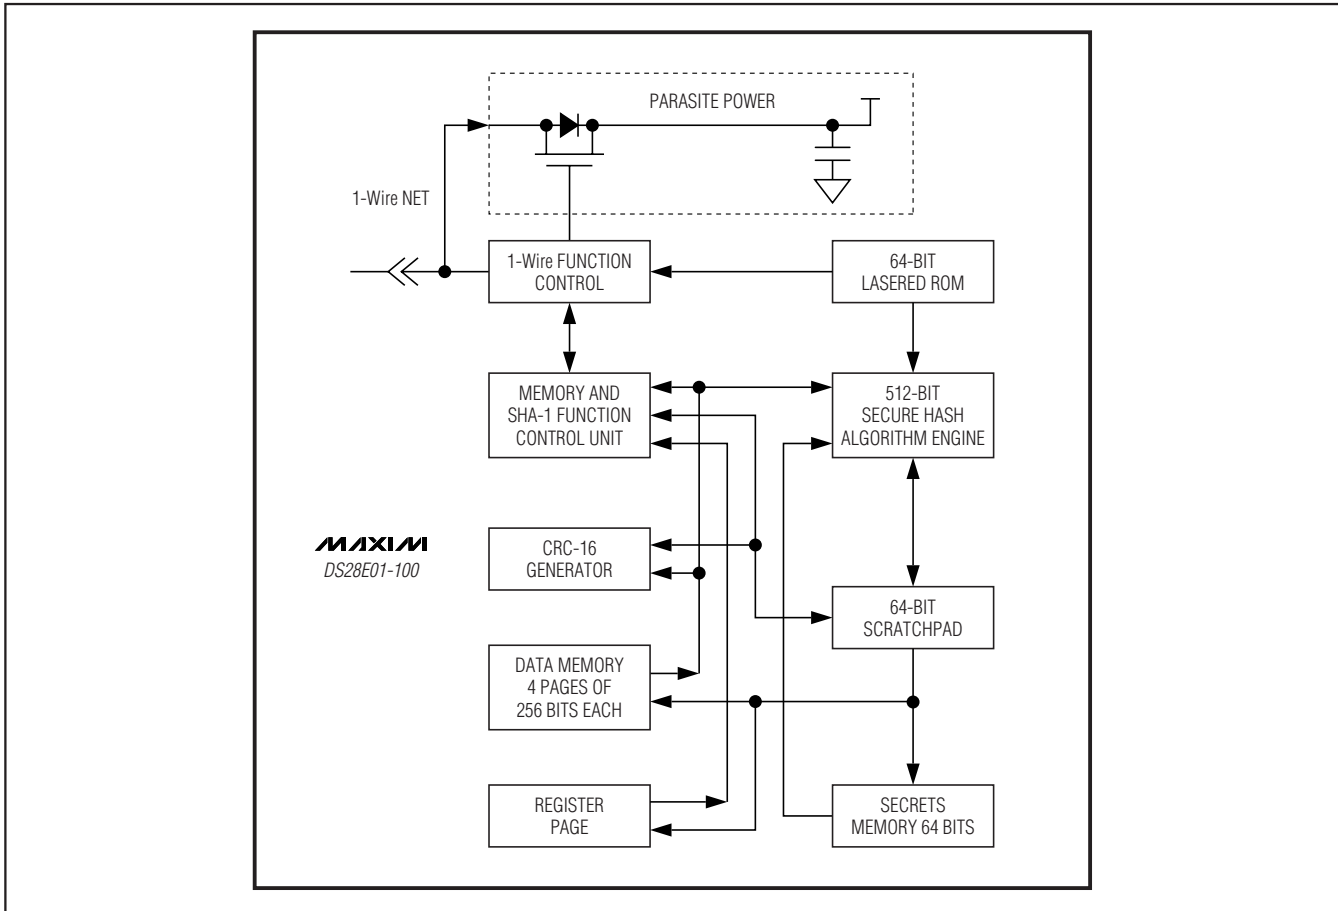 PARASITE POWER
1-Wire NET
1-Wire FUNCTION
CONTROL
64-BIT
LASERED ROM
MEMORY AND
SHA-1 FUNCTION
CONTROL UNIT
512-BIT
SECURE HASH
ALGORITHM ENGINE
MAXIM
DS28E01-100
CRC-16
GENERATOR
64-BIT
SCRATCHPAD
DATA MEMORY
4 PAGES OF
256 BITS EACH
REGISTER
PAGE
SECRETS
MEMORY 64 BITS